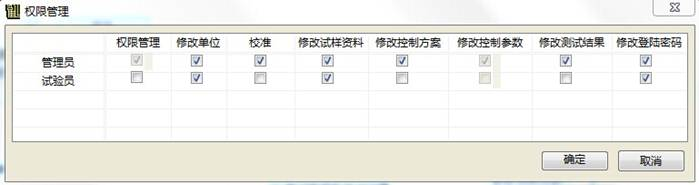 权限管理
权限管理 修改单位 校准 修改试样资料 修改控制方案 修改控制参数 修改测试结果 修改登陆密码
管理员
试验员
确定 取消